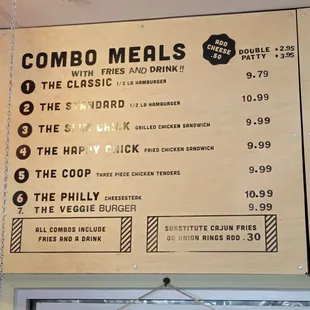 COMBO MEALS
WITH FRIES AND DRINK!!
ADD CHEESE .50
DOUBLE PATTY +2.95 +3.95
1 THE CLASSIC 1/3 LB HAMBURGER 9.79
2 THE STANDARD 1/2 LB HAMBURGER 10.99
3 THE SLIM CHICK GRILLED CHICKEN SANDWICH 9.99
4 THE HAPPY CHICK FRIED CHICKEN SANDWICH 9.99
5 THE COOP THREE PIECE CHICKEN TENDERS 9.99
6 THE PHILLY CHEESESTEAK 10.99
7. THE VEGGIE BURGER 9.99
ALL COMBOS INCLUDE
FRIES AND A DRINK
SUBSTITUTE CAJUN FRIES
OR ONION RINGS ADD .30